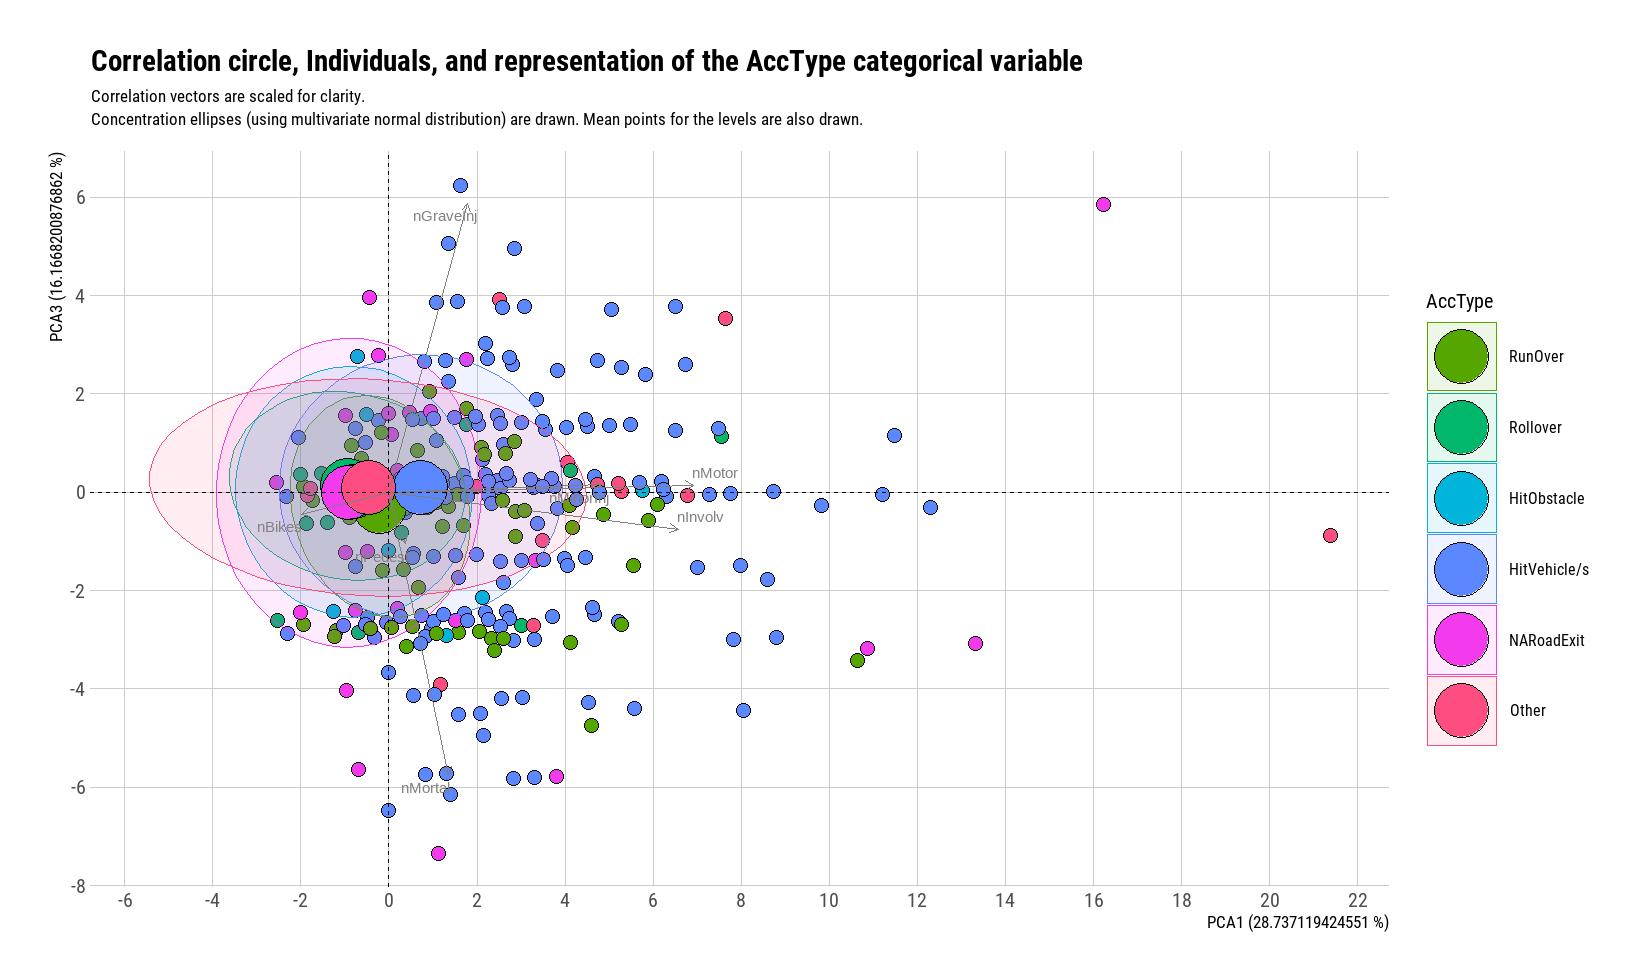 Correlation circle, Individuals, and representation of the AccType categorical variable
Correlation vectors are scaled for clarity.
Concentration ellipses (using multivariate normal distribution) are drawn. Mean points for the levels are also drawn.
PCA3 (16.1668200876862 %)
6
4
2
0
-2
-4
-6
-8
nGraveInj
nMotor
nInvolv
nBikes
nMortal
-6
-4
-2
0
2
4
6
8
10
12
14
16
18
20
22
PCA1 (28.737119424551 %)
AccType
RunOver
Rollover
HitObstacle
HitVehicle/s
NARoadExit
Other